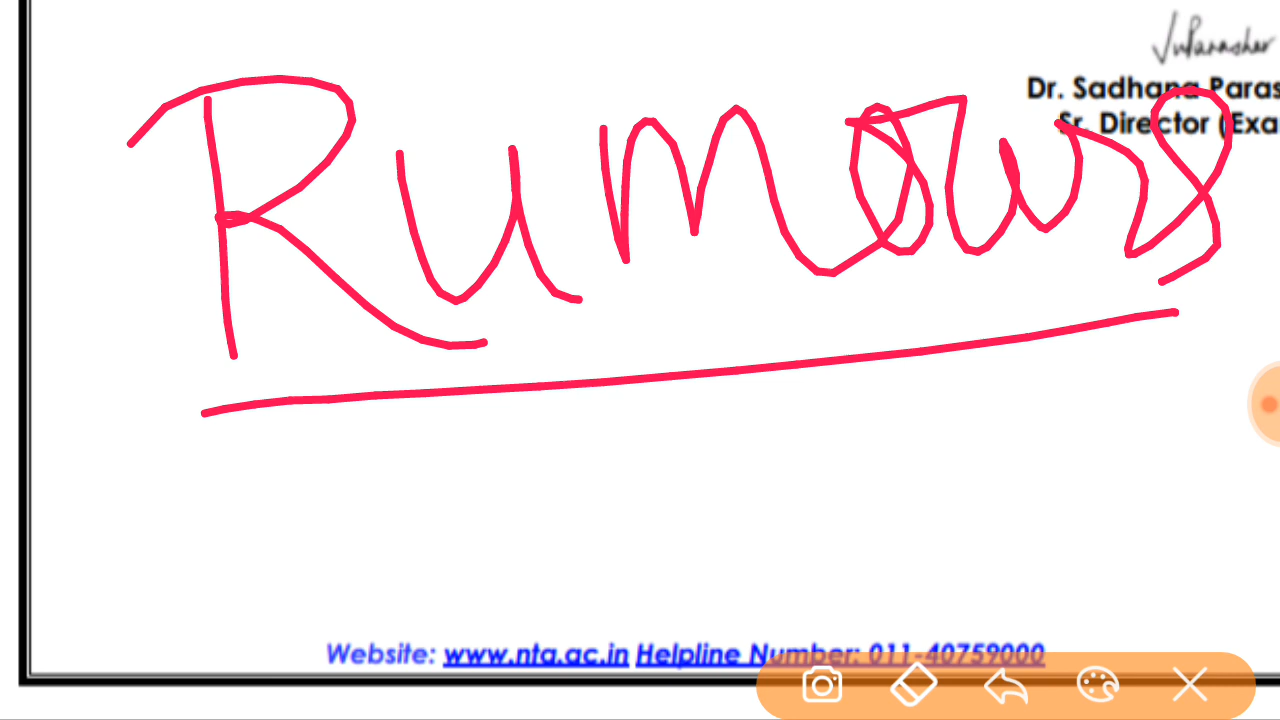 Dr. Sadhana Paras
Sr. Director (Exa
Rumours
Website: www.nta.ac.in Helpline Number: 011-40759000